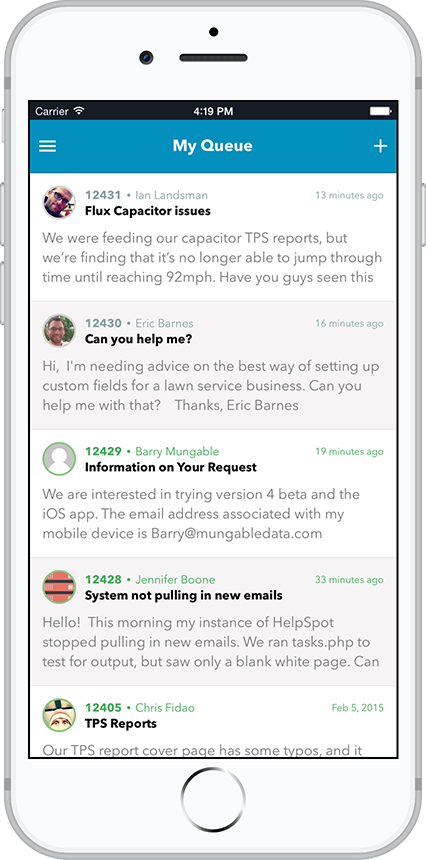 Carrier 4:19 PM
My Queue
12431 • Ian Landsman 13 minutes ago
Flux Capacitor issues
We were feeding our capacitor TPS reports, but
we're finding that it's no longer able to jump through
time until reaching 92mph. Have you guys seen this
12430 • Eric Barnes 16 minutes ago
Can you help me?
Hi,  I'm needing advice on the best way of setting up
custom fields for a lawn service business. Can you
help me with that?   Thanks, Eric Barnes
12429 • Barry Mungable 19 minutes ago
Information on Your Request
We are interested in trying version 4 beta and the
iOS app. The email address associated with my
mobile device is Barry@mungabledata.com
12428 • Jennifer Boone 33 minutes ago
System not pulling in new emails
Hello!  This morning my instance of HelpSpot
stopped pulling in new emails. We ran tasks.php to
test for output, but saw only a blank white page. Can
12405 • Chris Fidao Feb 5, 2015
TPS Reports
Our TPS report cover page has some typos, and it